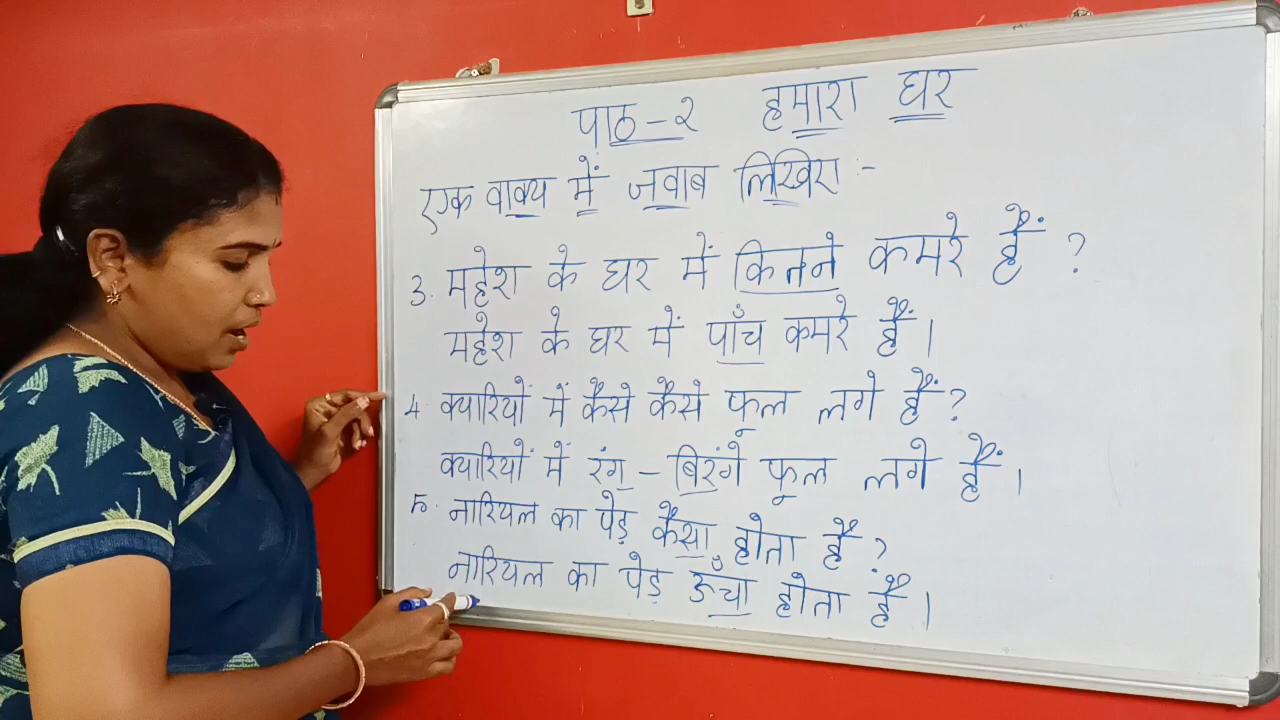 पाठ-२ हमारा घर
एक वाक्य में जवाब लिखिए :-
3. महेश के घर में कितने कमरे हैं ?
महेश के घर में पाँच कमरे हैं ।
4. क्यारियों में कैसे कैसे फूल लगे हैं ?
क्यारियों में रंग - बिरंगे फूल लगे हैं ।
5. नारियल का पेड़ कैसा होता है ?
नारियल का पेड़ ऊँचा होता है ।